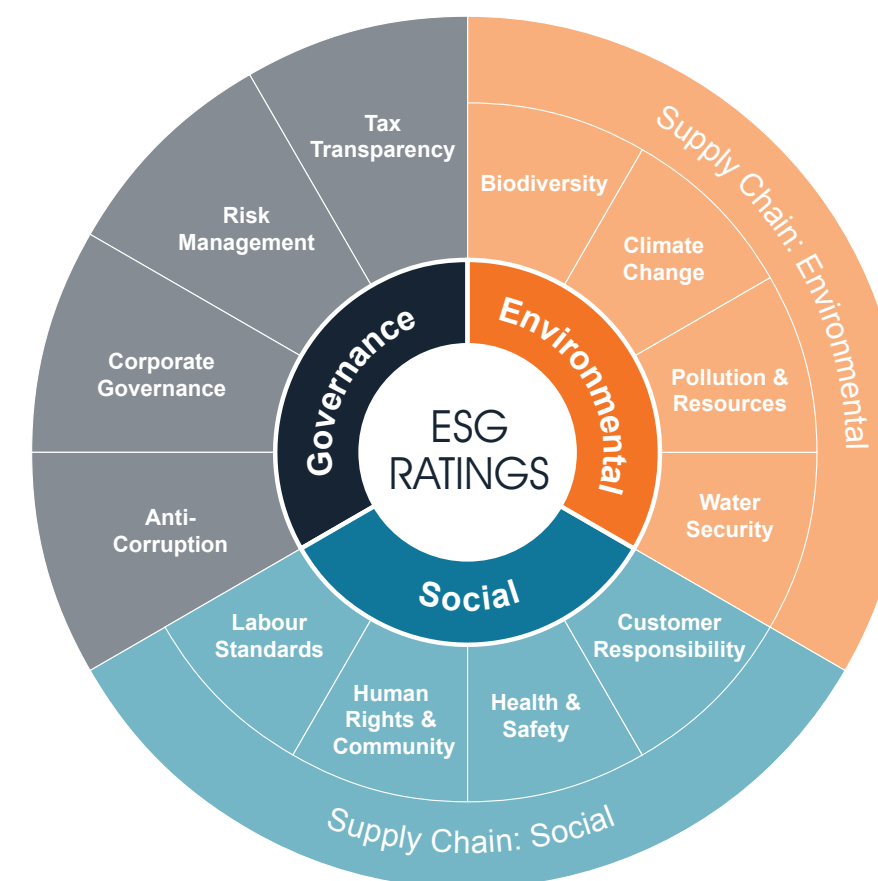 ESG
RATINGS
Environmental
Social
Governance
Supply Chain: Environmental
Biodiversity
Climate
Change
Pollution &
Resources
Water
Security
Supply Chain: Social
Customer
Responsibility
Health &
Safety
Human
Rights &
Community
Labour
Standards
Anti-
Corruption
Corporate
Governance
Risk
Management
Tax
Transparency